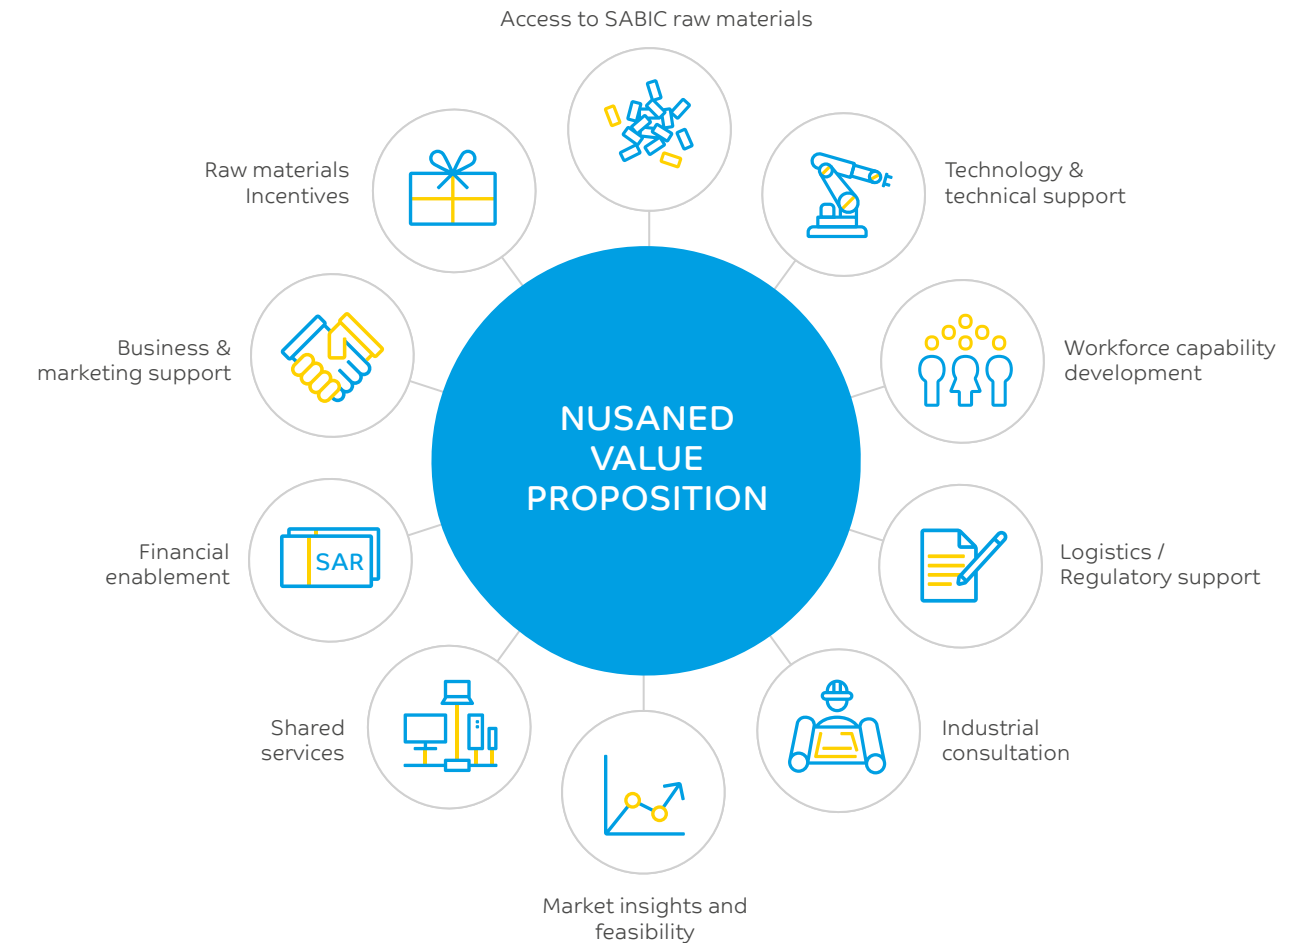 Access to SABIC raw materials
Raw materials
Incentives
Technology &
technical support
Business &
marketing support
Workforce capability
development
NUSANED
VALUE
PROPOSITION
Financial
enablement
SAR
Logistics /
Regulatory support
Shared
services
Industrial
consultation
Market insights and
feasibility